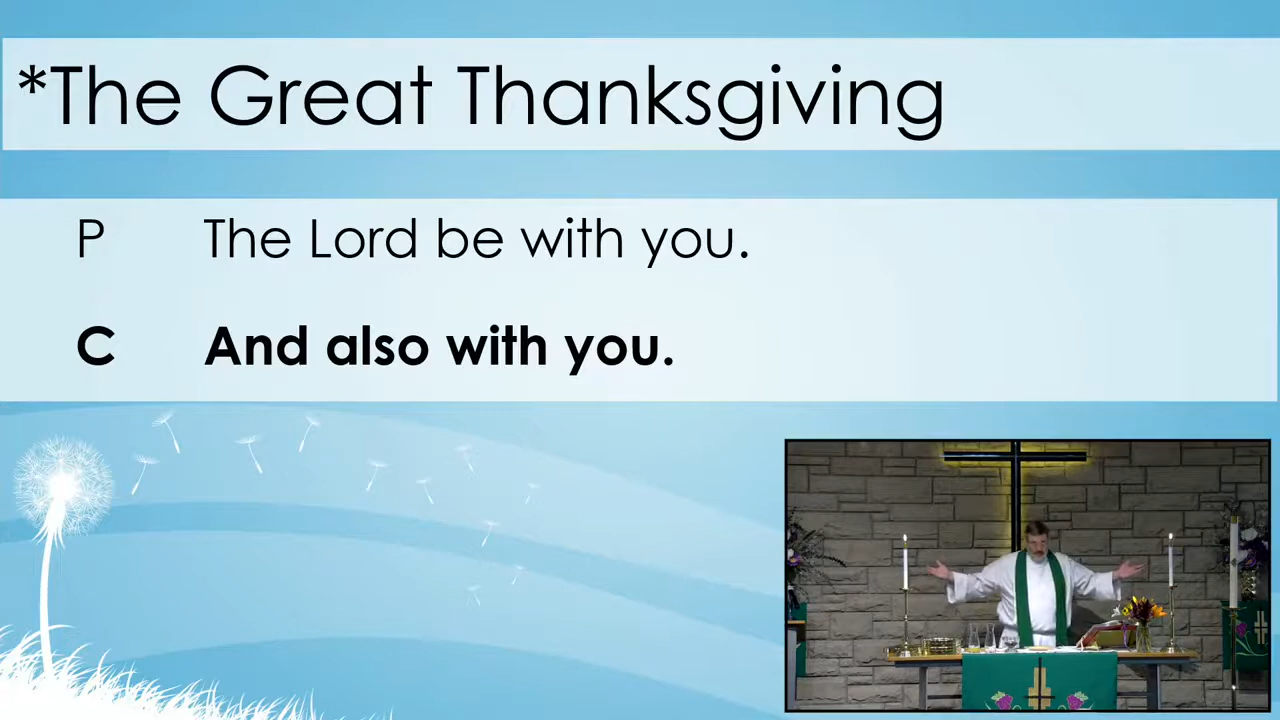 *The Great Thanksgiving
P The Lord be with you.
C And also with you.